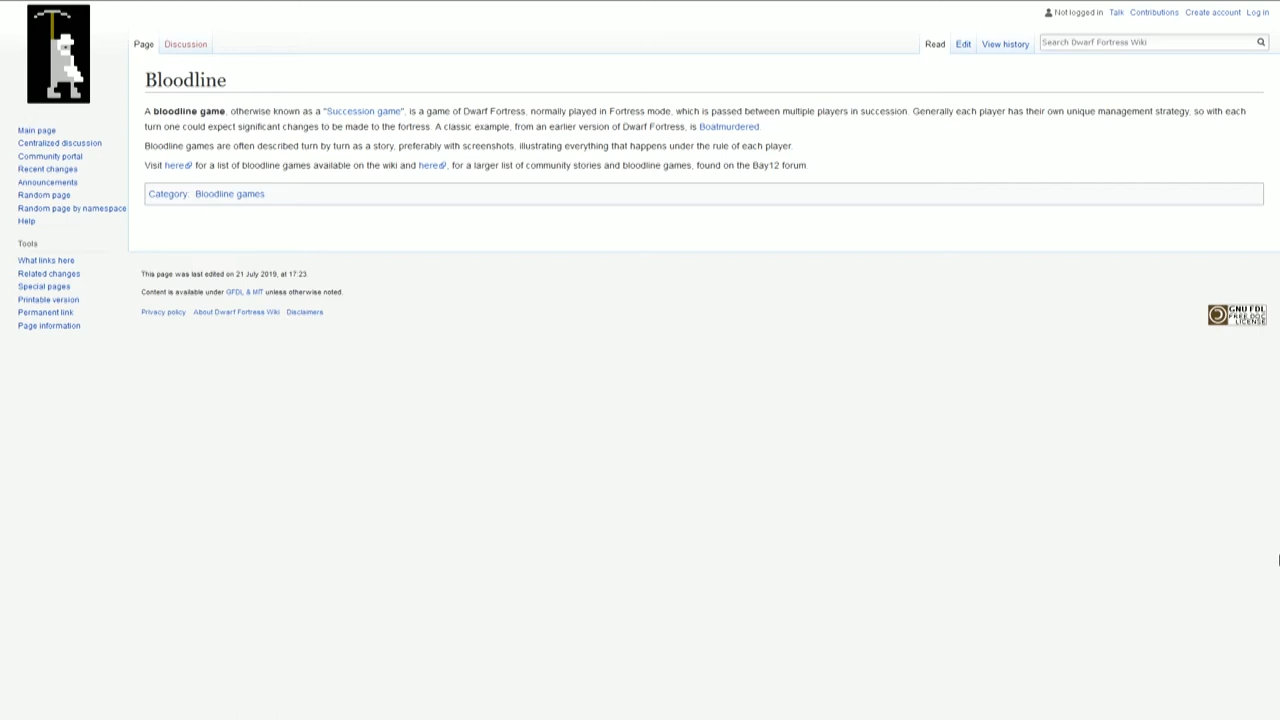 Not logged in Talk Contributions Create account Log in
Page Discussion Read Edit View history Search Dwarf Fortress Wiki
Bloodline
A bloodline game, otherwise known as a "Succession game", is a game of Dwarf Fortress, normally played in Fortress mode, which is passed between multiple players in succession. Generally each player has their own unique management strategy, so with each
turn one could expect significant changes to be made to the fortress. A classic example, from an earlier version of Dwarf Fortress, is Boatmurdered.
Bloodline games are often described turn by turn as a story, preferably with screenshots, illustrating everything that happens under the rule of each player.
Visit here for a list of bloodline games available on the wiki and here, for a larger list of community stories and bloodline games, found on the Bay12 forum.
Category: Bloodline games
Main page
Centralized discussion
Community portal
Recent changes
Announcements
Random page
Random page by namespace
Help
Tools
What links here
Related changes
Special pages
Printable version
Permanent link
Page information
This page was last edited on 21 July 2019, at 17:23.
Content is available under GFDL & MIT unless otherwise noted.
Privacy policy About Dwarf Fortress Wiki Disclaimers
GNU FDL
FREE DOC
LICENSE